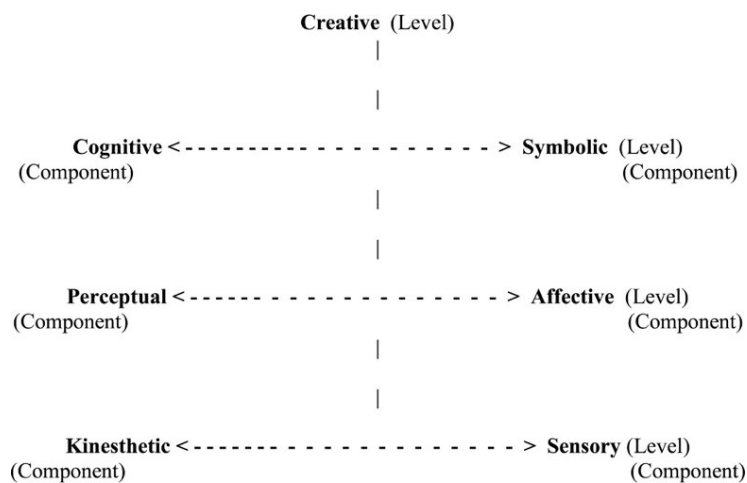 Creative (Level)
|
|
Cognitive <- - - - - - - - - - - - - - - - - - - - - - > Symbolic (Level)
(Component) (Component)
|
|
Perceptual <- - - - - - - - - - - - - - - - - - - - - - > Affective (Level)
(Component) (Component)
|
|
Kinesthetic <- - - - - - - - - - - - - - - - - - - - - - > Sensory (Level)
(Component) (Component)